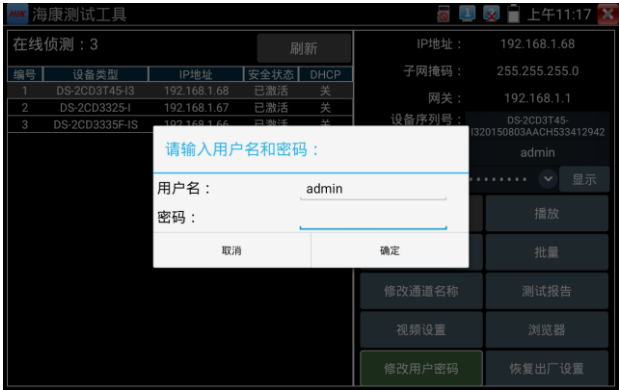 HIK 海康测试工具 1 上午11:17
在线侦测：3 刷新
编号 设备类型 IP地址 安全状态 DHCP
1 DS-2CD3T45-I3 192.168.1.68 已激活 关
2 DS-2CD3325-I 192.168.1.67 已激活 关
3 DS-2CD3335F-IS 192.168.1.66 已激活 关
IP地址： 192.168.1.68
子网掩码： 255.255.255.0
网关： 192.168.1.1
设备序列号： DS-2CD3T45-
I320150803AACH533412942
admin
显示
请输入用户名和密码：
用户名： admin
密码：
取消 确定
播放
批量
修改通道名称 测试报告
视频设置 浏览器
修改用户密码 恢复出厂设置